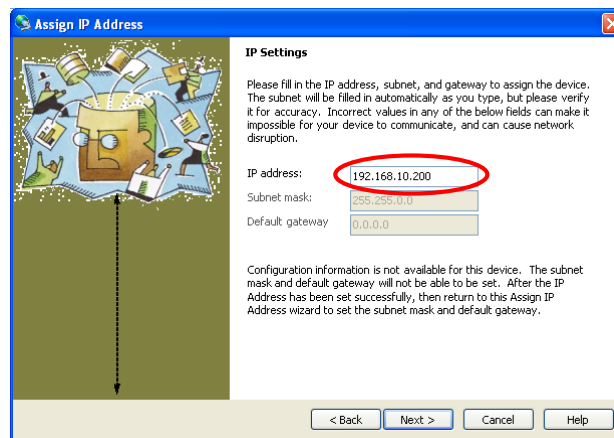 Assign IP Address
IP Settings
Please fill in the IP address, subnet, and gateway to assign the device.
The subnet will be filled in automatically as you type, but please verify
it for accuracy. Incorrect values in any of the below fields can make it
impossible for your device to communicate, and can cause network
disruption.
IP address: 192.168.10.200
Subnet mask: 255.255.0.0
Default gateway 0.0.0.0
Configuration information is not available for this device. The subnet
mask and default gateway will not be able to be set. After the IP
Address has been set successfully, then return to this Assign IP
Address wizard to set the subnet mask and default gateway.
< Back Next > Cancel Help